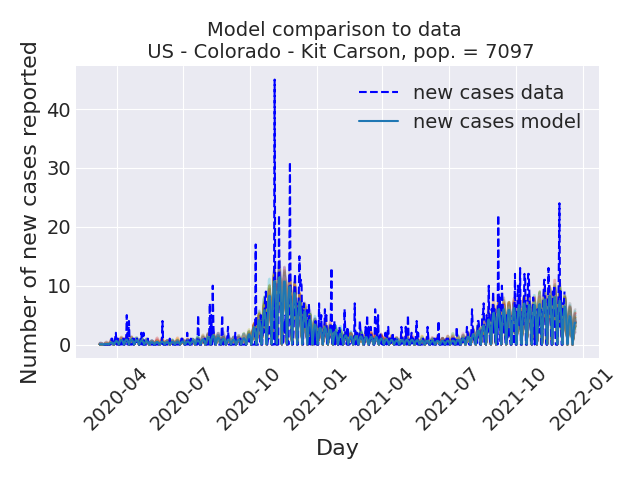 Model comparison to data
US - Colorado - Kit Carson, pop. = 7097
Number of new cases reported
40
30
20
10
0
new cases data
new cases model
2020-04
2020-07
2020-10
2021-01
2021-04
2021-07
2021-10
2022-01
Day